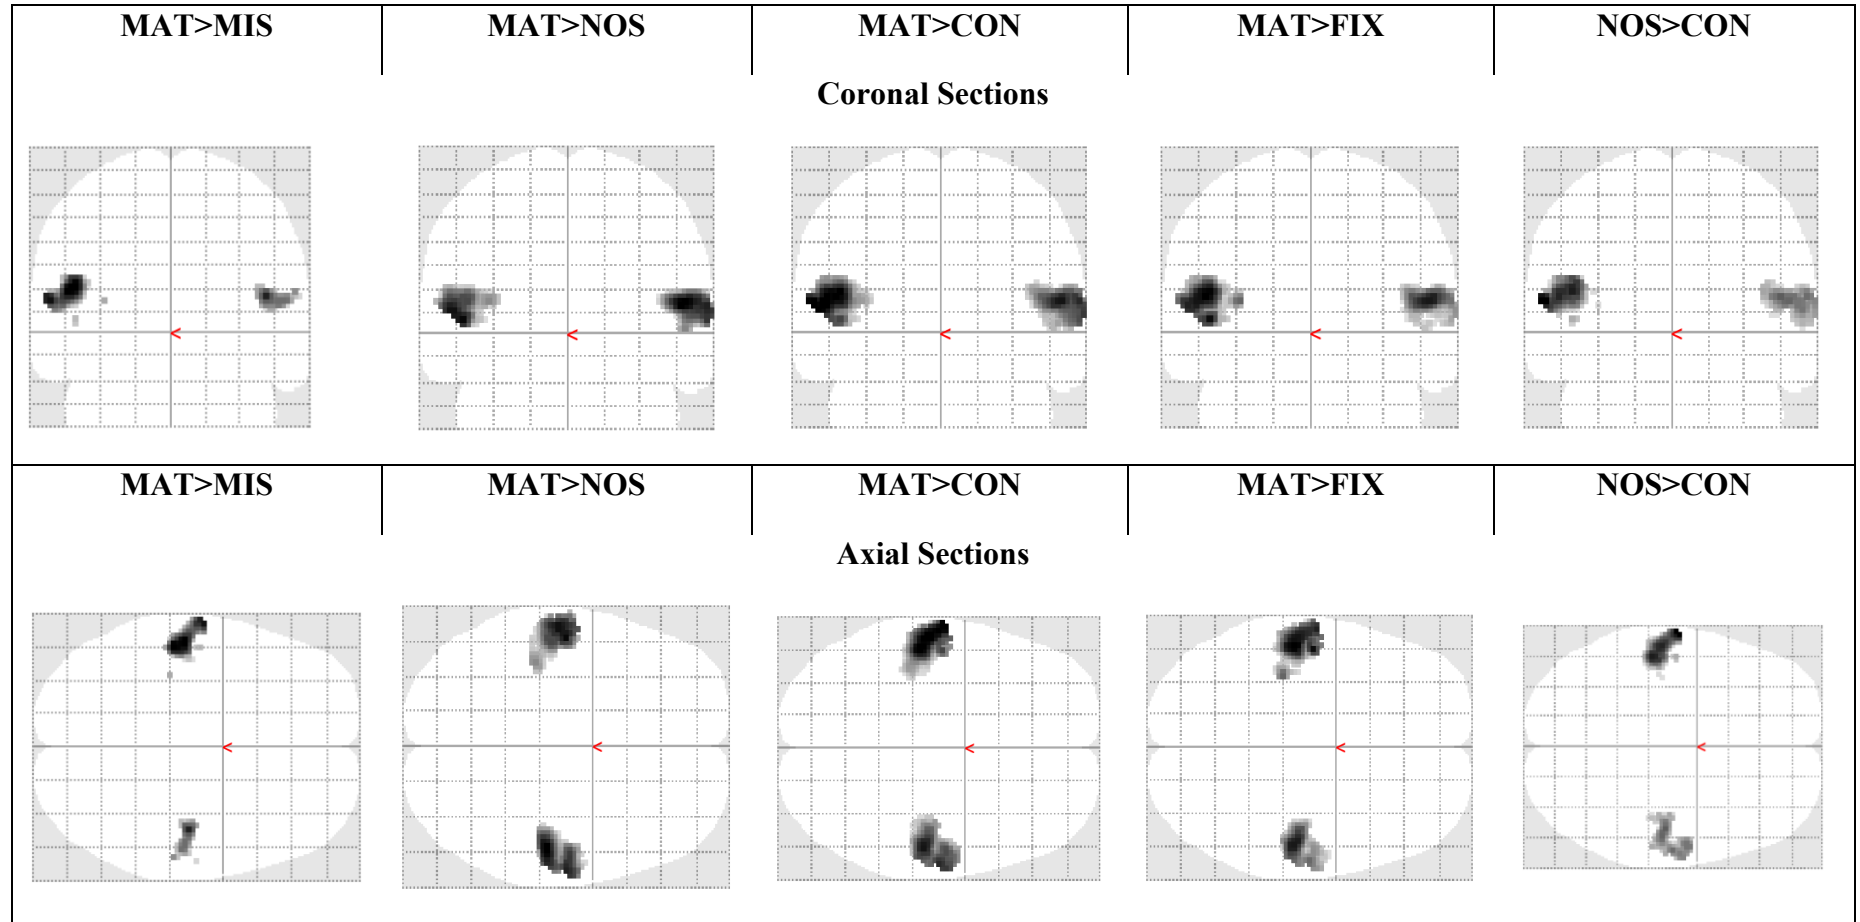 MAT>MIS MAT>NOS MAT>CON MAT>FIX NOS>CON
Coronal Sections
MAT>MIS MAT>NOS MAT>CON MAT>FIX NOS>CON
Axial Sections